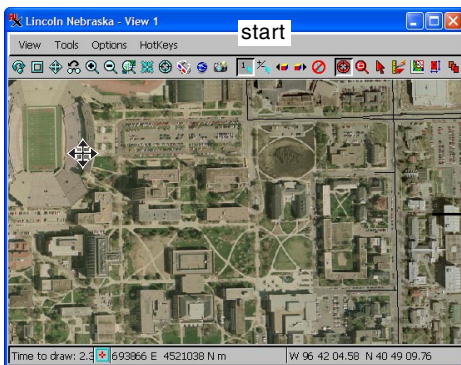 Lincoln Nebraska - View 1
start
View Tools Options HotKeys
1
Time to draw: 2.3 693866 E 4521038 N m W 96 42 04.58 N 40 49 09.76